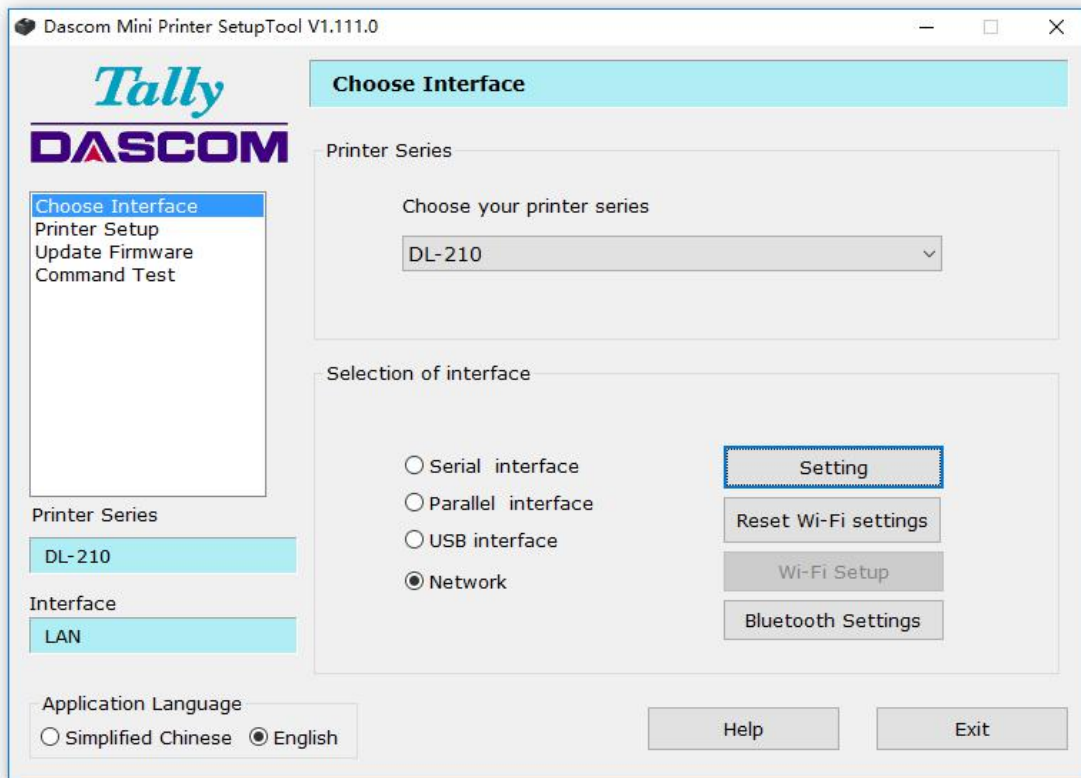 Dascom Mini Printer SetupTool V1.111.0
Tally
DASCOM
Choose Interface
Printer Setup
Update Firmware
Command Test
Printer Series
DL-210
Interface
LAN
Application Language
Simplified Chinese
English
Choose Interface
Printer Series
Choose your printer series
DL-210
Selection of interface
Serial interface
Parallel interface
USB interface
Network
Setting
Reset Wi-Fi settings
Wi-Fi Setup
Bluetooth Settings
Help
Exit